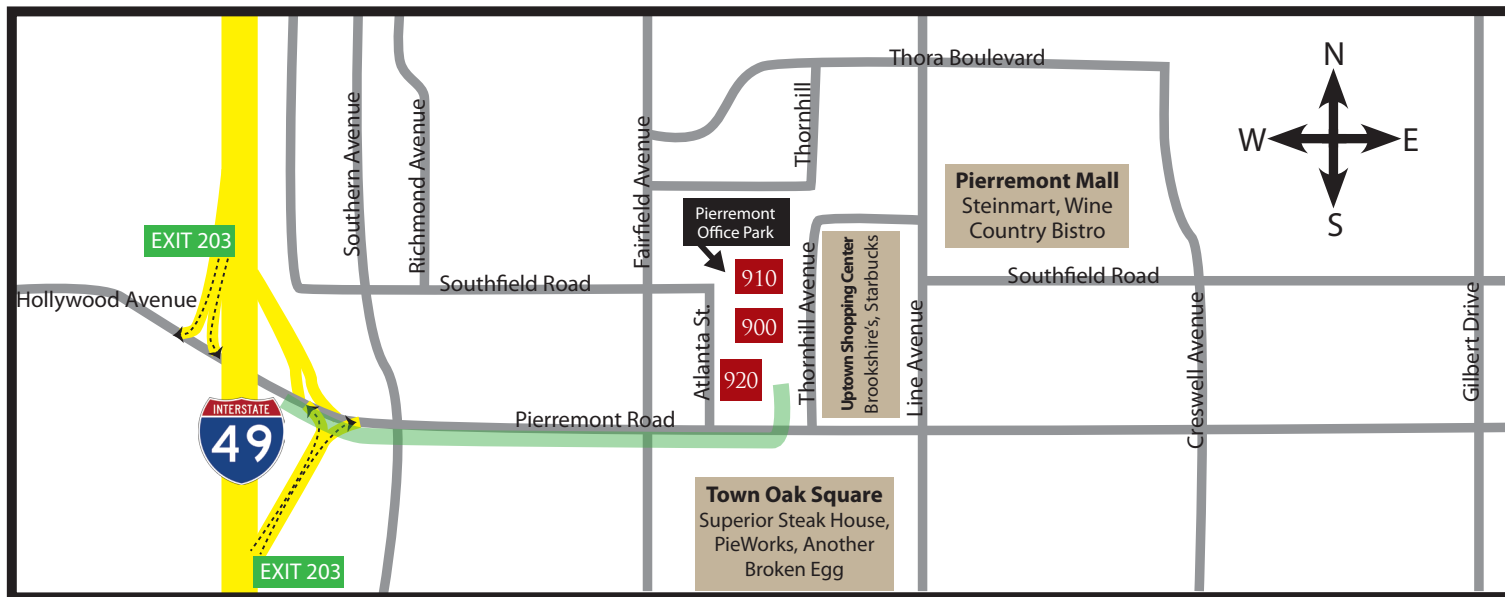 Thora Boulevard
N
W
E
S
Thornhill
Southern Avenue
Richmond Avenue
Fairfield Avenue
Pierremont Mall
Steinmart, Wine
Country Bistro
Pierremont
Office Park
EXIT 203
910
Southfield Road
Southfield Road
Hollywood Avenue
900
Atlanta St.
Thornhill Avenue
Uptown Shopping Center
Brookshire's, Starbucks
Line Avenue
Creswell Avenue
Gilbert Drive
920
INTERSTATE
49
Pierremont Road
Town Oak Square
Superior Steak House,
PieWorks, Another
Broken Egg
EXIT 203